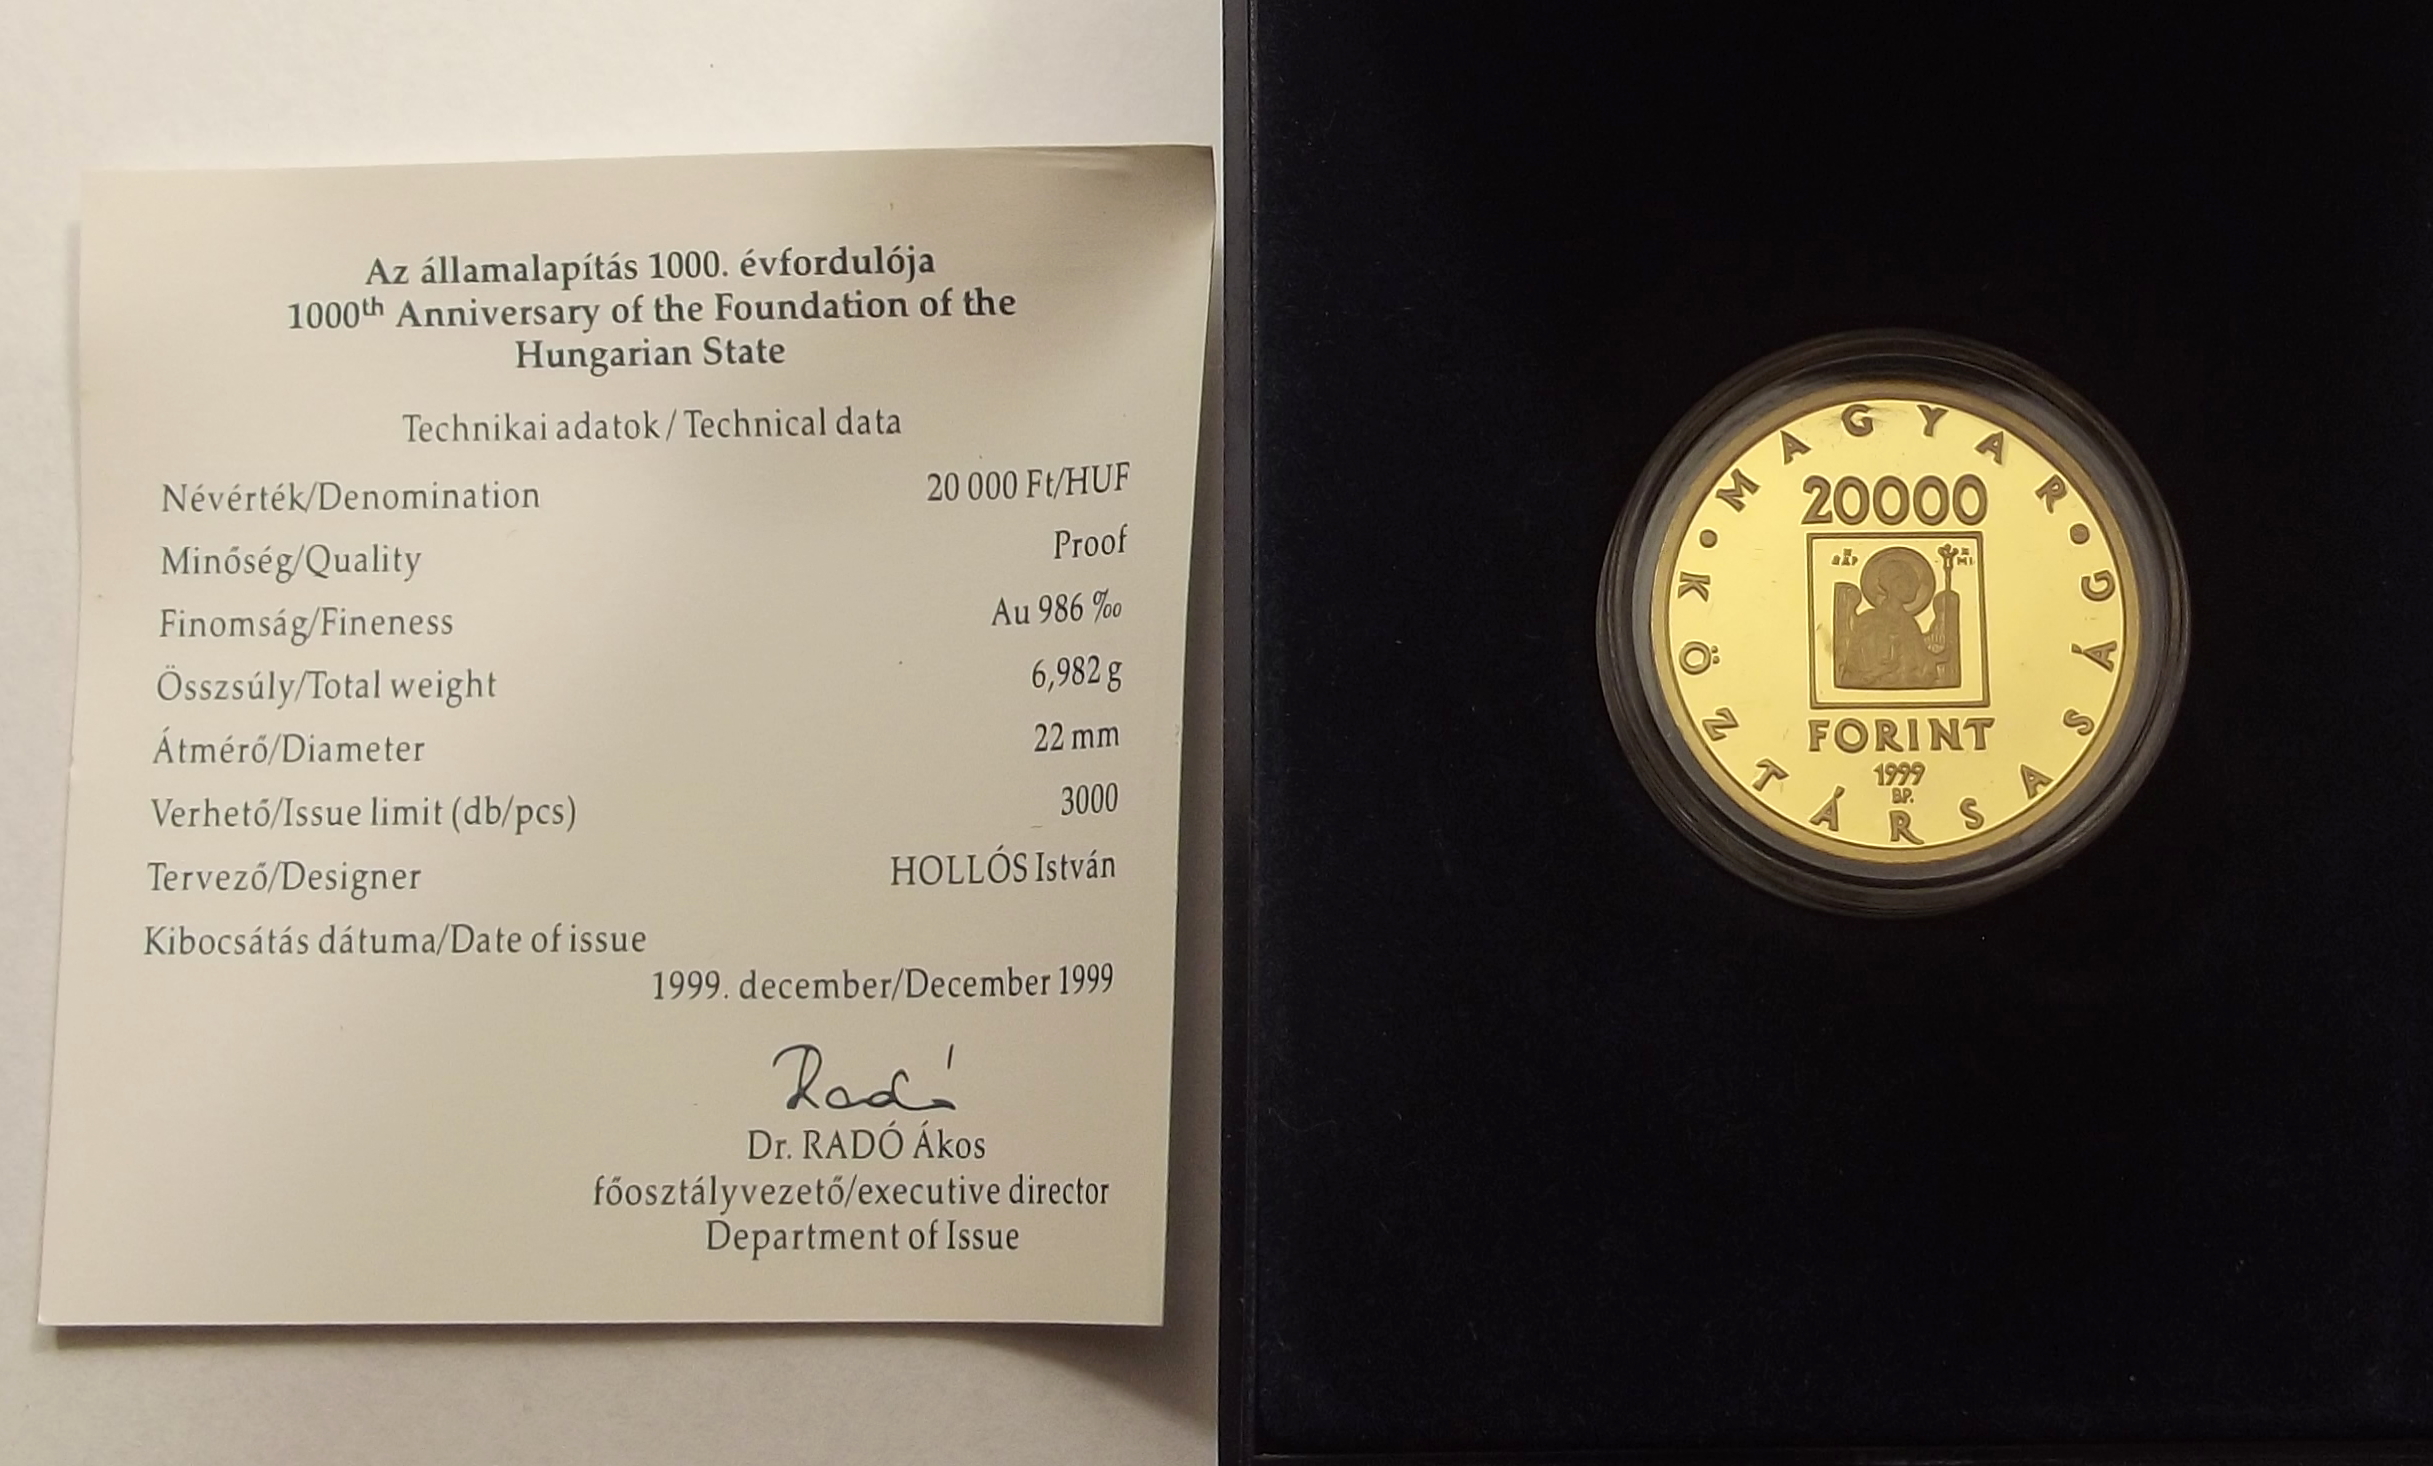 Az államalapítás 1000. évfordulója
1000th Anniversary of the Foundation of the
Hungarian State
Technikai adatok / Technical data
Névérték/Denomination 20 000 Ft/HUF
Minőség/Quality Proof
Finomság/Fineness Au 986 ‰
Összsúly/Total weight 6,982 g
Átmérő/Diameter 22 mm
Verhető/Issue limit (db/pcs) 3000
Tervező/Designer HOLLÓS István
Kibocsátás dátuma/Date of issue
1999. december/December 1999
Radó
Dr. RADÓ Ákos
főosztályvezető/executive director
Department of Issue
• MAGYAR • KÖZTÁRSASÁG
20000
FORINT
1999
BP.